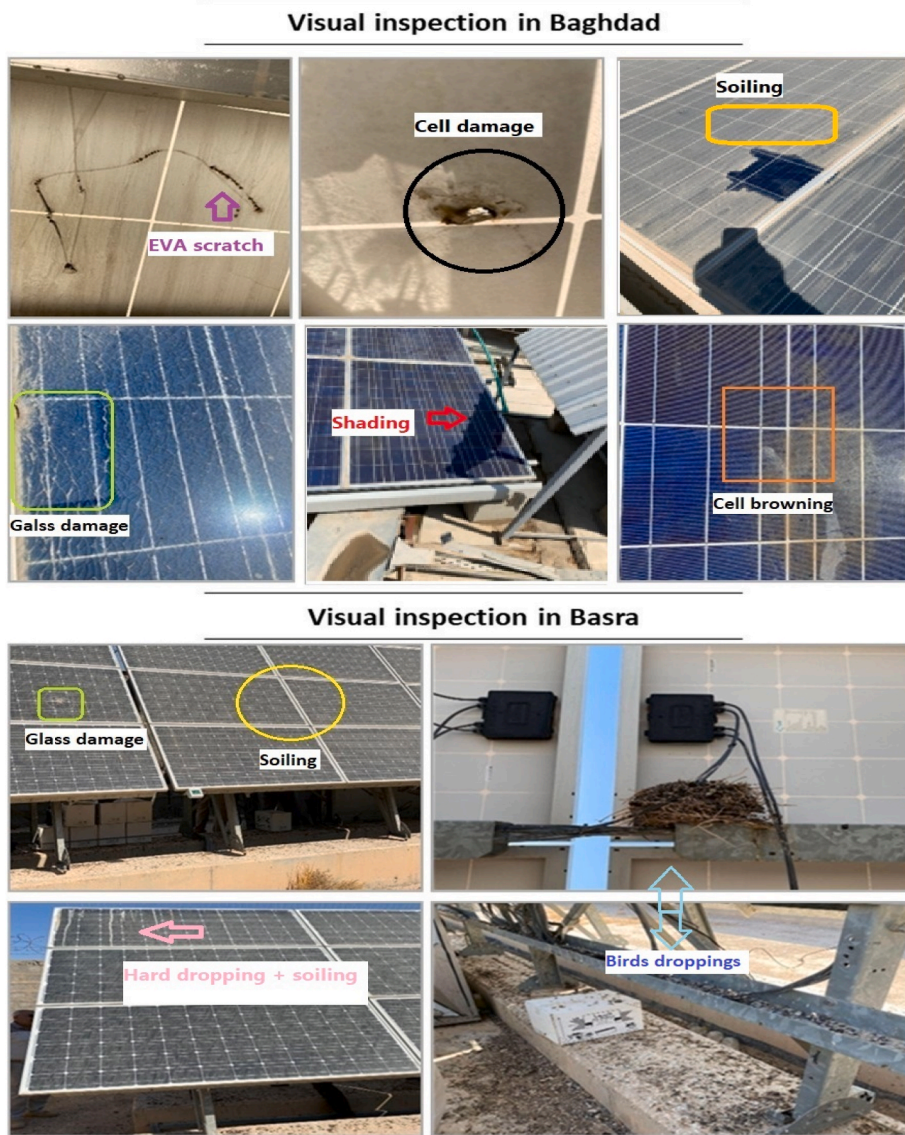 Visual inspection in Baghdad
EVA scratch
Cell damage
Soiling
Galss damage
Shading
Cell browning
Visual inspection in Basra
Glass damage
Soiling
Hard dropping + soiling
Birds droppings